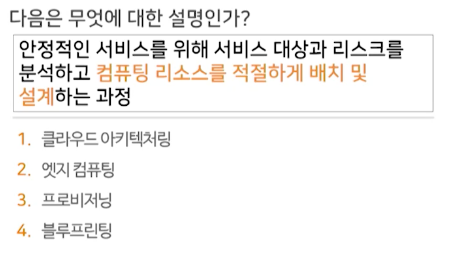 다음은 무엇에 대한 설명인가?
안정적인 서비스를 위해 서비스 대상과 리스크를
분석하고 컴퓨팅 리소스를 적절하게 배치 및
설계하는 과정
1. 클라우드 아키텍처링
2. 엣지 컴퓨팅
3. 프로비저닝
4. 블루프린팅